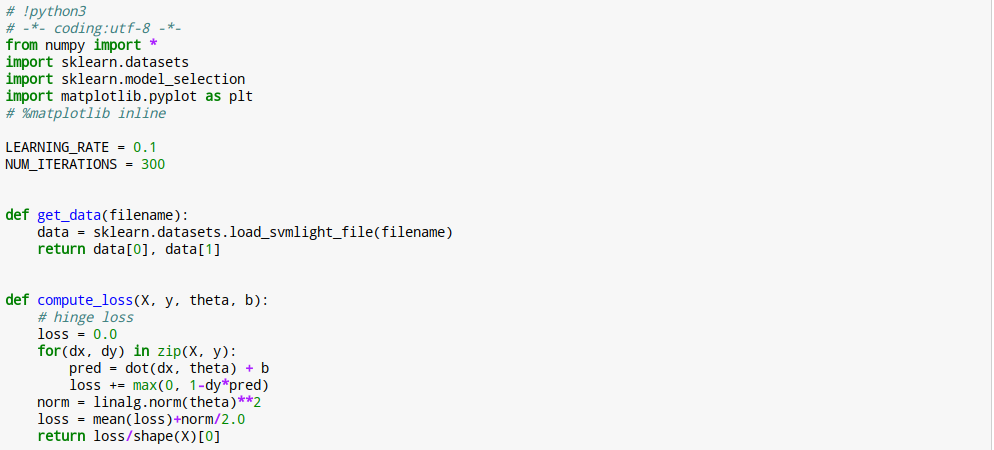 # !python3
# -*- coding:utf-8 -*-
from numpy import *
import sklearn.datasets
import sklearn.model_selection
import matplotlib.pyplot as plt
# %matplotlib inline

LEARNING_RATE = 0.1
NUM_ITERATIONS = 300


def get_data(filename):
    data = sklearn.datasets.load_svmlight_file(filename)
    return data[0], data[1]


def compute_loss(X, y, theta, b):
    # hinge loss
    loss = 0.0
    for(dx, dy) in zip(X, y):
        pred = dot(dx, theta) + b
        loss += max(0, 1-dy*pred)
    norm = linalg.norm(theta)**2
    loss = mean(loss)+norm/2.0
    return loss/shape(X)[0]